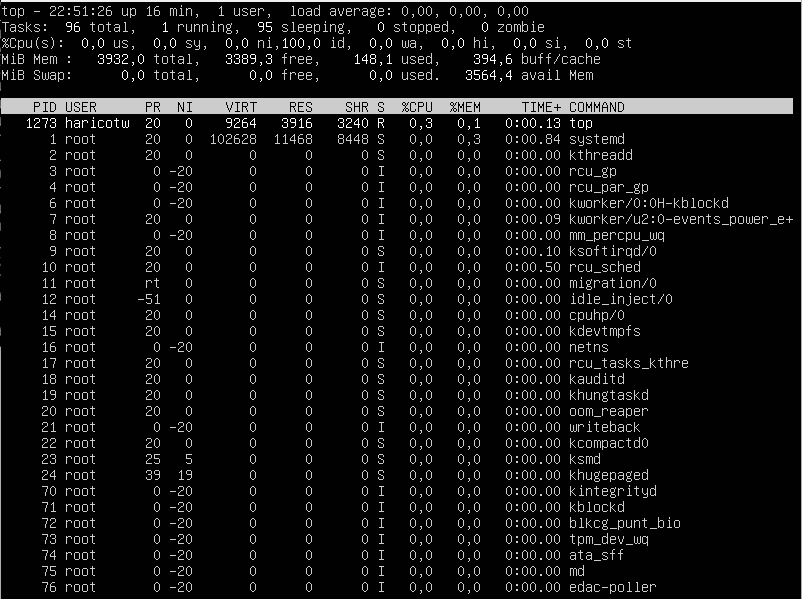 top - 22:51:26 up 16 min,  1 user,  load average: 0,00, 0,00, 0,00
Tasks:  96 total,   1 running,  95 sleeping,   0 stopped,   0 zombie
%Cpu(s):  0,0 us,  0,0 sy,  0,0 ni,100,0 id,  0,0 wa,  0,0 hi,  0,0 si,  0,0 st
MiB Mem :   3932,0 total,   3389,3 free,    148,1 used,    394,6 buff/cache
MiB Swap:      0,0 total,      0,0 free,      0,0 used.   3564,4 avail Mem
PID USER PR NI VIRT RES SHR S %CPU %MEM TIME+ COMMAND
1273 haricotw 20 0 9264 3916 3240 R 0,3 0,1 0:00.13 top
1 root 20 0 102628 11468 8448 S 0,0 0,3 0:00.84 systemd
2 root 20 0 0 0 0 S 0,0 0,0 0:00.00 kthreadd
3 root 0 -20 0 0 0 I 0,0 0,0 0:00.00 rcu_gp
4 root 0 -20 0 0 0 I 0,0 0,0 0:00.00 rcu_par_gp
6 root 0 -20 0 0 0 I 0,0 0,0 0:00.00 kworker/0:0H-kblockd
7 root 20 0 0 0 0 I 0,0 0,0 0:00.09 kworker/u2:0-events_power_e+
8 root 0 -20 0 0 0 I 0,0 0,0 0:00.00 mm_percpu_wq
9 root 20 0 0 0 0 S 0,0 0,0 0:00.10 ksoftirqd/0
10 root 20 0 0 0 0 I 0,0 0,0 0:00.50 rcu_sched
11 root rt 0 0 0 0 S 0,0 0,0 0:00.00 migration/0
12 root -51 0 0 0 0 S 0,0 0,0 0:00.00 idle_inject/0
14 root 20 0 0 0 0 S 0,0 0,0 0:00.00 cpuhp/0
15 root 20 0 0 0 0 S 0,0 0,0 0:00.00 kdevtmpfs
16 root 0 -20 0 0 0 I 0,0 0,0 0:00.00 netns
17 root 20 0 0 0 0 S 0,0 0,0 0:00.00 rcu_tasks_kthre
18 root 20 0 0 0 0 S 0,0 0,0 0:00.00 kauditd
19 root 20 0 0 0 0 S 0,0 0,0 0:00.00 khungtaskd
20 root 20 0 0 0 0 S 0,0 0,0 0:00.00 oom_reaper
21 root 0 -20 0 0 0 I 0,0 0,0 0:00.00 writeback
22 root 20 0 0 0 0 S 0,0 0,0 0:00.00 kcompactd0
23 root 25 5 0 0 0 S 0,0 0,0 0:00.00 ksmd
24 root 39 19 0 0 0 S 0,0 0,0 0:00.00 khugepaged
70 root 0 -20 0 0 0 I 0,0 0,0 0:00.00 kintegrityd
71 root 0 -20 0 0 0 I 0,0 0,0 0:00.00 kblockd
72 root 0 -20 0 0 0 I 0,0 0,0 0:00.00 blkcg_punt_bio
73 root 0 -20 0 0 0 I 0,0 0,0 0:00.00 tpm_dev_wq
74 root 0 -20 0 0 0 I 0,0 0,0 0:00.00 ata_sff
75 root 0 -20 0 0 0 I 0,0 0,0 0:00.00 md
76 root 0 -20 0 0 0 I 0,0 0,0 0:00.00 edac-poller